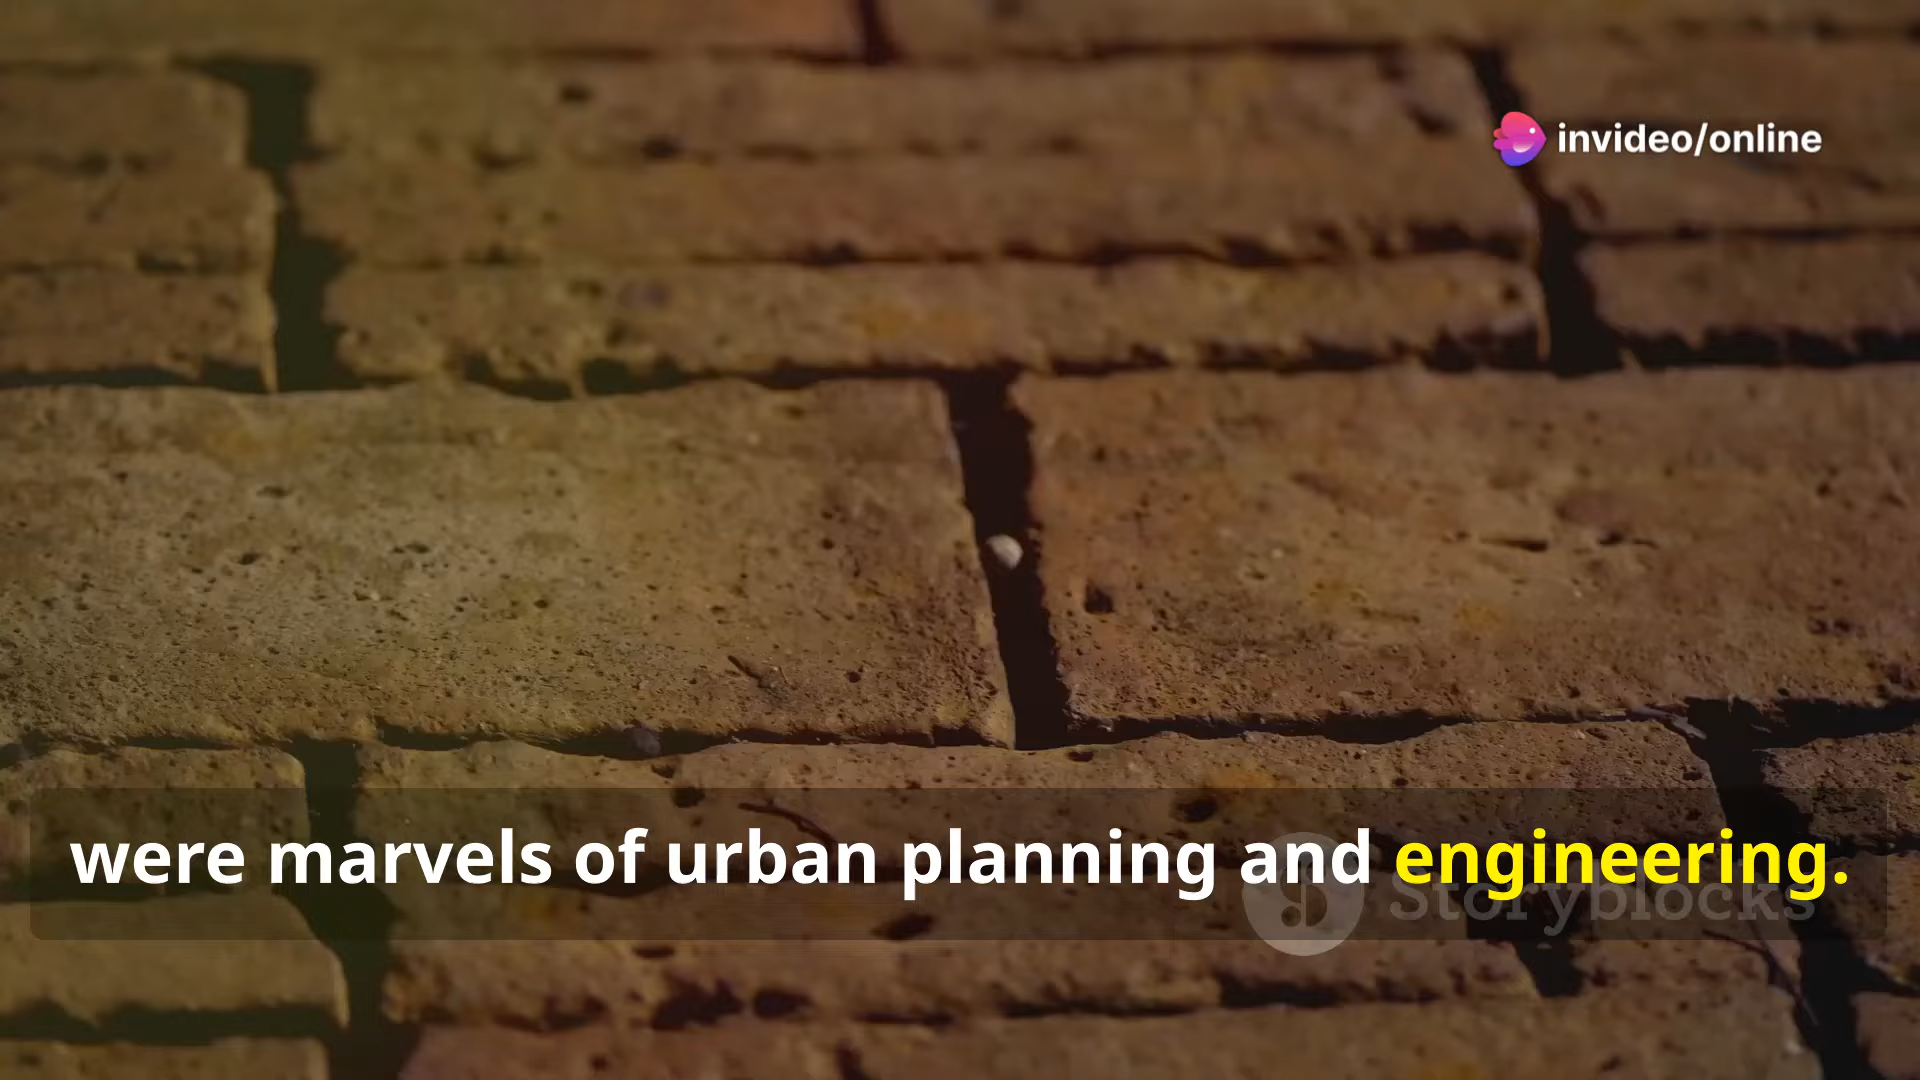 invideo/online
were marvels of urban planning and engineering.
Storyblocks